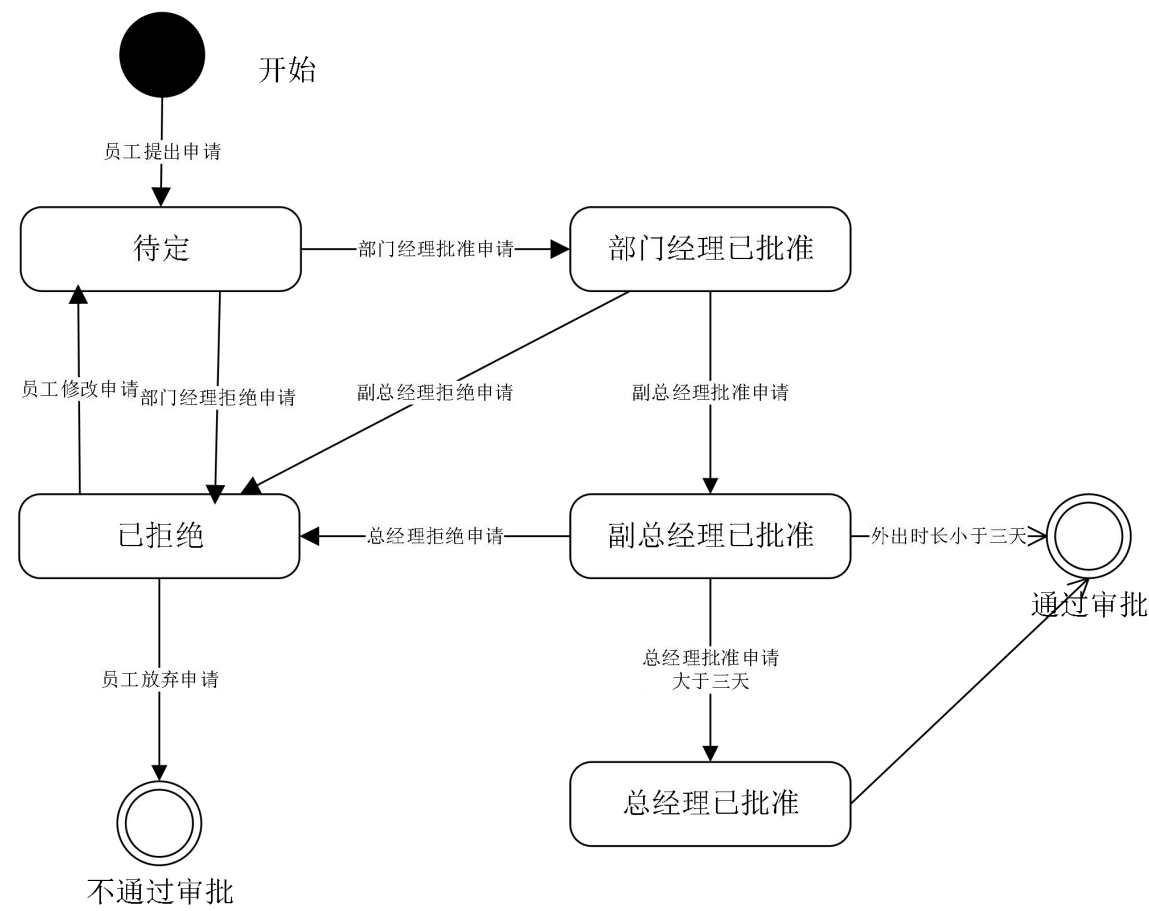 开始
员工提出申请
待定
部门经理批准申请
部门经理已批准
员工修改申请
部门经理拒绝申请
副总经理拒绝申请
副总经理批准申请
已拒绝
总经理拒绝申请
副总经理已批准
外出时长小于三天
通过审批
员工放弃申请
总经理批准申请
大于三天
总经理已批准
不通过审批